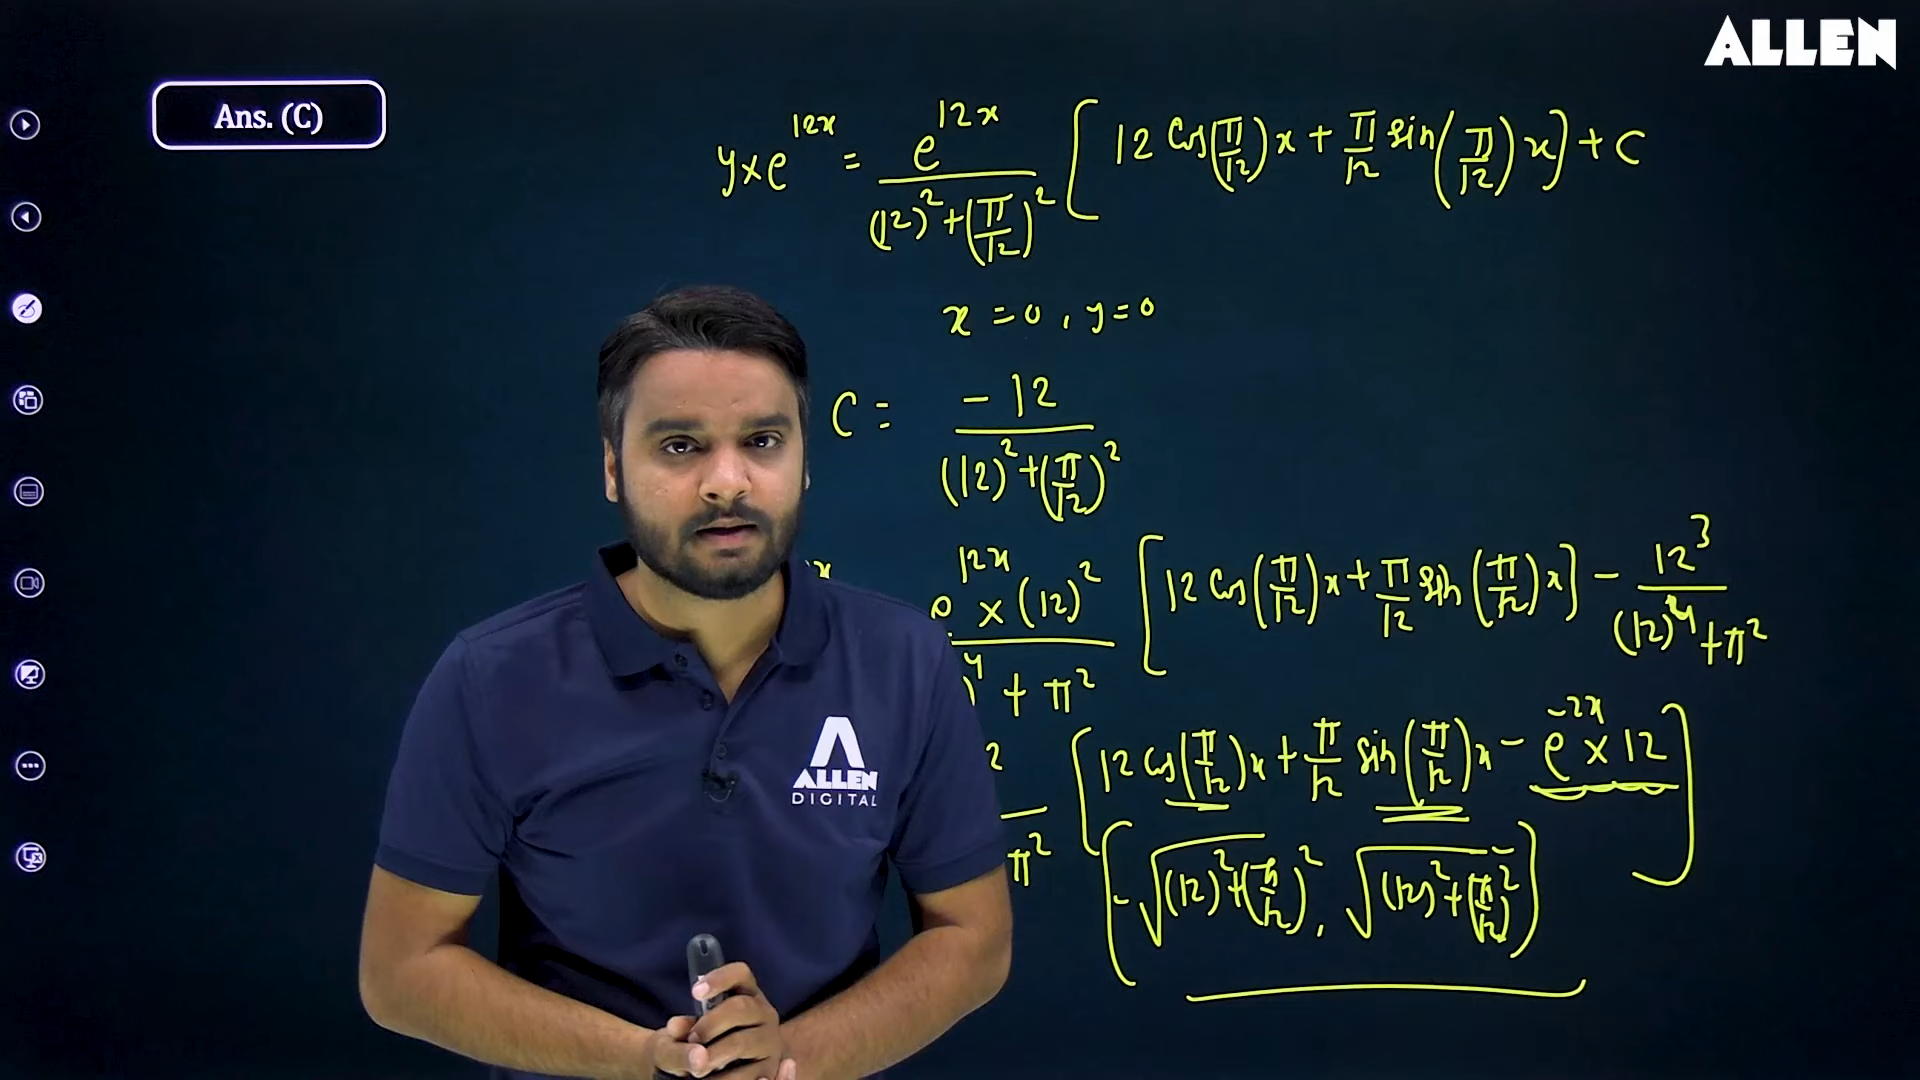 ALLEN
Ans. (C)
y×e^{12x} = e^{12x}/((12)^2+(π/12)^2) [12 cos(π/12)x + π/12 sin(π/12)x] + C
x = 0, y = 0
C = -12/((12)^2+(π/12)^2)
12x × (12)^2 / )^4 + π^2 [12 cos(π/12)x + π/12 sin(π/12)x] - 12^3/((12)^4+π^2)
2 / π^2 [12 cos(π/12)x + π/12 sin(π/12)x - e^{-2x} × 12]
[-√((12)^2+(π/12)^2), √((12)^2+(π/12)^2)]
ALLEN
DIGITAL